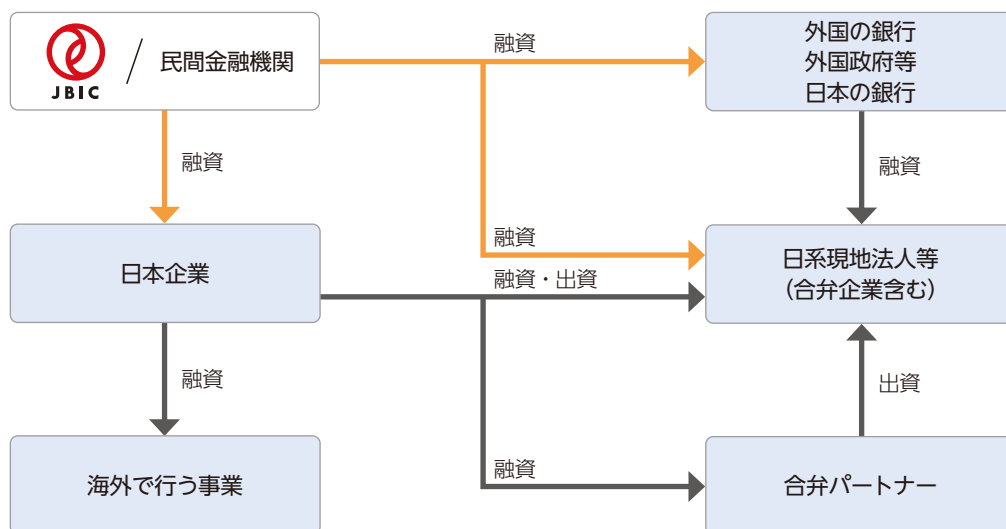 JBIC
民間金融機関
融資
外国の銀行
外国政府等
日本の銀行
融資
融資
融資
日本企業
融資・出資
日系現地法人等
(合弁企業含む)
融資
出資
海外で行う事業
融資
合弁パートナー